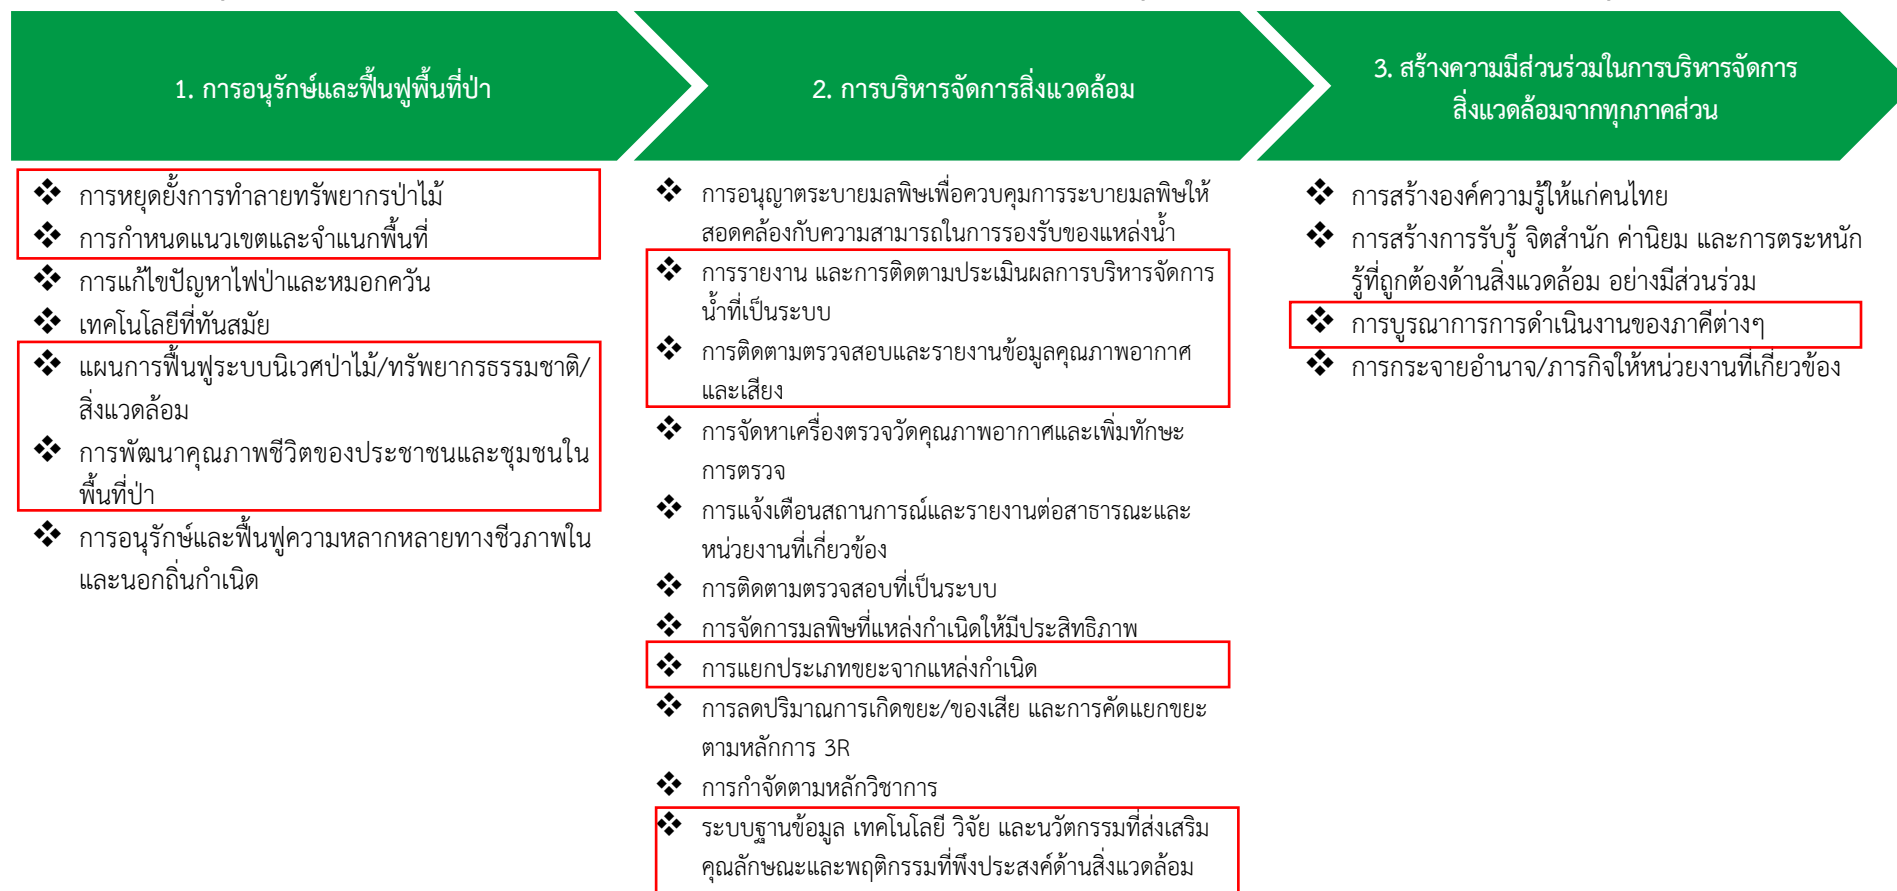 1. การอนุรักษ์และฟื้นฟูพื้นที่ป่า
❖ การหยุดยั้งการทำลายทรัพยากรป่าไม้
❖ การกำหนดแนวเขตและจำแนกพื้นที่
❖ การแก้ไขปัญหาไฟป่าและหมอกควัน
❖ เทคโนโลยีที่ทันสมัย
❖ แผนการฟื้นฟูระบบนิเวศป่าไม้/ทรัพยากรธรรมชาติ/
สิ่งแวดล้อม
❖ การพัฒนาคุณภาพชีวิตของประชาชนและชุมชนใน
พื้นที่ป่า
❖ การอนุรักษ์และฟื้นฟูความหลากหลายทางชีวภาพใน
และนอกถิ่นกำเนิด
2. การบริหารจัดการสิ่งแวดล้อม
❖ การอนุญาตระบายมลพิษเพื่อควบคุมการระบายมลพิษให้
สอดคล้องกับความสามารถในการรองรับของแหล่งน้ำ
❖ การรายงาน และการติดตามประเมินผลการบริหารจัดการ
น้ำที่เป็นระบบ
❖ การติดตามตรวจสอบและรายงานข้อมูลคุณภาพอากาศ
และเสียง
❖ การจัดหาเครื่องตรวจวัดคุณภาพอากาศและเพิ่มทักษะ
การตรวจ
❖ การแจ้งเตือนสถานการณ์และรายงานต่อสาธารณะและ
หน่วยงานที่เกี่ยวข้อง
❖ การติดตามตรวจสอบที่เป็นระบบ
❖ การจัดการมลพิษที่แหล่งกำเนิดให้มีประสิทธิภาพ
❖ การแยกประเภทขยะจากแหล่งกำเนิด
❖ การลดปริมาณการเกิดขยะ/ของเสีย และการคัดแยกขยะ
ตามหลักการ 3R
❖ การกำจัดตามหลักวิชาการ
❖ ระบบฐานข้อมูล เทคโนโลยี วิจัย และนวัตกรรมที่ส่งเสริม
คุณลักษณะและพฤติกรรมที่พึงประสงค์ด้านสิ่งแวดล้อม
3. สร้างความมีส่วนร่วมในการบริหารจัดการ
สิ่งแวดล้อมจากทุกภาคส่วน
❖ การสร้างองค์ความรู้ให้แก่คนไทย
❖ การสร้างการรับรู้ จิตสำนัก ค่านิยม และการตระหนัก
รู้ที่ถูกต้องด้านสิ่งแวดล้อม อย่างมีส่วนร่วม
❖ การบูรณาการการดำเนินงานของภาคีต่างๆ
❖ การกระจายอำนาจ/ภารกิจให้หน่วยงานที่เกี่ยวข้อง